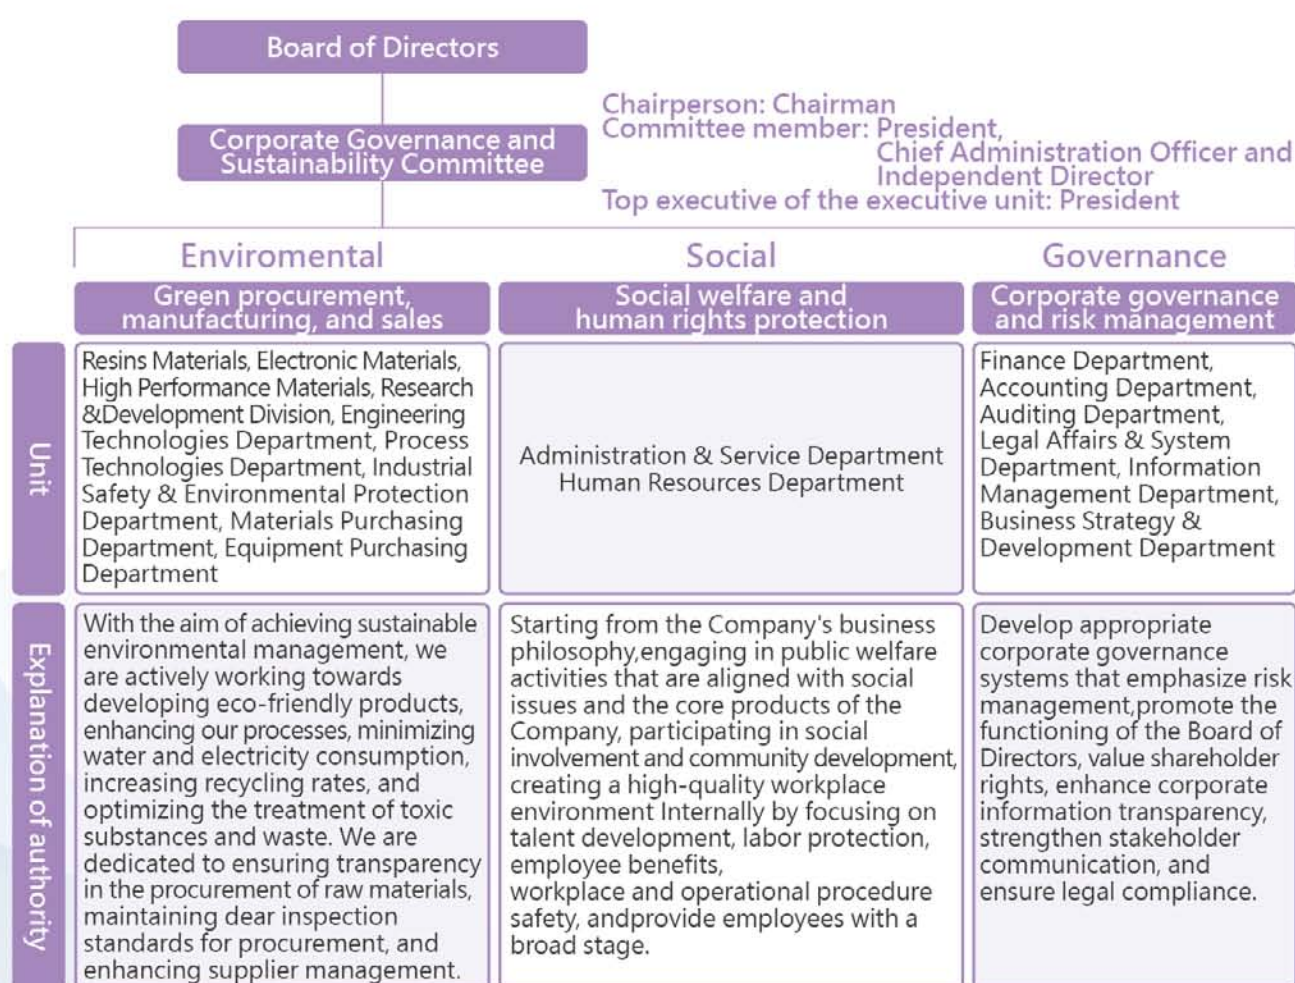 Board of Directors
Corporate Governance and
Sustainability Committee
Chairperson: Chairman
Committee member: President,
Chief Administration Officer and
Independent Director
Top executive of the executive unit: President
Enviromental
Green procurement,
manufacturing, and sales
Social
Social welfare and
human rights protection
Governance
Corporate governance
and risk management
Unit
Resins Materials, Electronic Materials,
High Performance Materials, Research
&Development Division, Engineering
Technologies Department, Process
Technologies Department, Industrial
Safety & Environmental Protection
Department, Materials Purchasing
Department, Equipment Purchasing
Department
Administration & Service Department
Human Resources Department
Finance Department,
Accounting Department,
Auditing Department,
Legal Affairs & System
Department, Information
Management Department,
Business Strategy &
Development Department
Explanation of authority
With the aim of achieving sustainable
environmental management, we
are actively working towards
developing eco-friendly products,
enhancing our processes, minimizing
water and electricity consumption,
increasing recycling rates, and
optimizing the treatment of toxic
substances and waste. We are
dedicated to ensuring transparency
in the procurement of raw materials,
maintaining dear inspection
standards for procurement, and
enhancing supplier management.
Starting from the Company's business
philosophy,engaging in public welfare
activities that are aligned with social
issues and the core products of the
Company, participating in social
involvement and community development,
creating a high-quality workplace
environment Internally by focusing on
talent development, labor protection,
employee benefits,
workplace and operational procedure
safety, andprovide employees with a
broad stage.
Develop appropriate
corporate governance
systems that emphasize risk
management,promote the
functioning of the Board of
Directors, value shareholder
rights, enhance corporate
information transparency,
strengthen stakeholder
communication, and
ensure legal compliance.